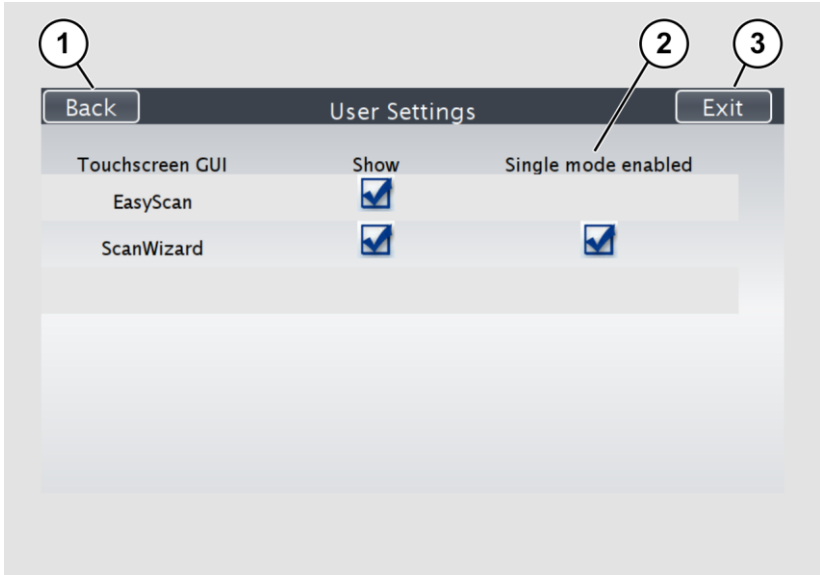 1 2 3
Back User Settings Exit
Touchscreen GUI Show Single mode enabled
EasyScan
ScanWizard